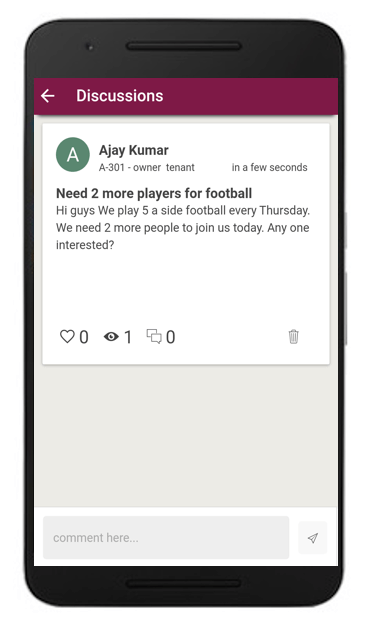 Discussions
A
Ajay Kumar
A-301 - owner tenant in a few seconds
Need 2 more players for football
Hi guys We play 5 a side football every Thursday.
We need 2 more people to join us today. Any one
interested?
0 1 0
comment here...